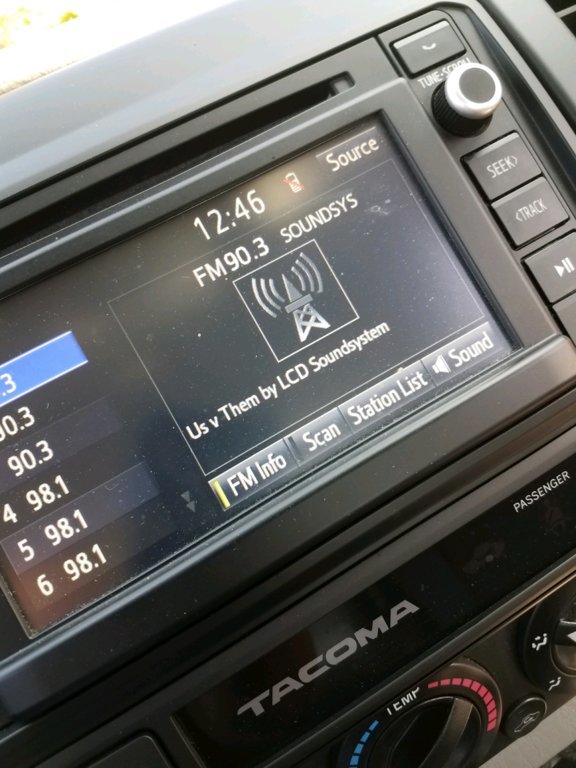 TUNE·SCROLL
SEEK>
<TRACK
12:46
Source
FM90.3 SOUNDSYS
Us v Them by LCD Soundsystem
FM Info
Scan
Station List
Sound
.3
90.3
90.3
4 98.1
5 98.1
6 98.1
PASSENGER
TACOMA
TEMP